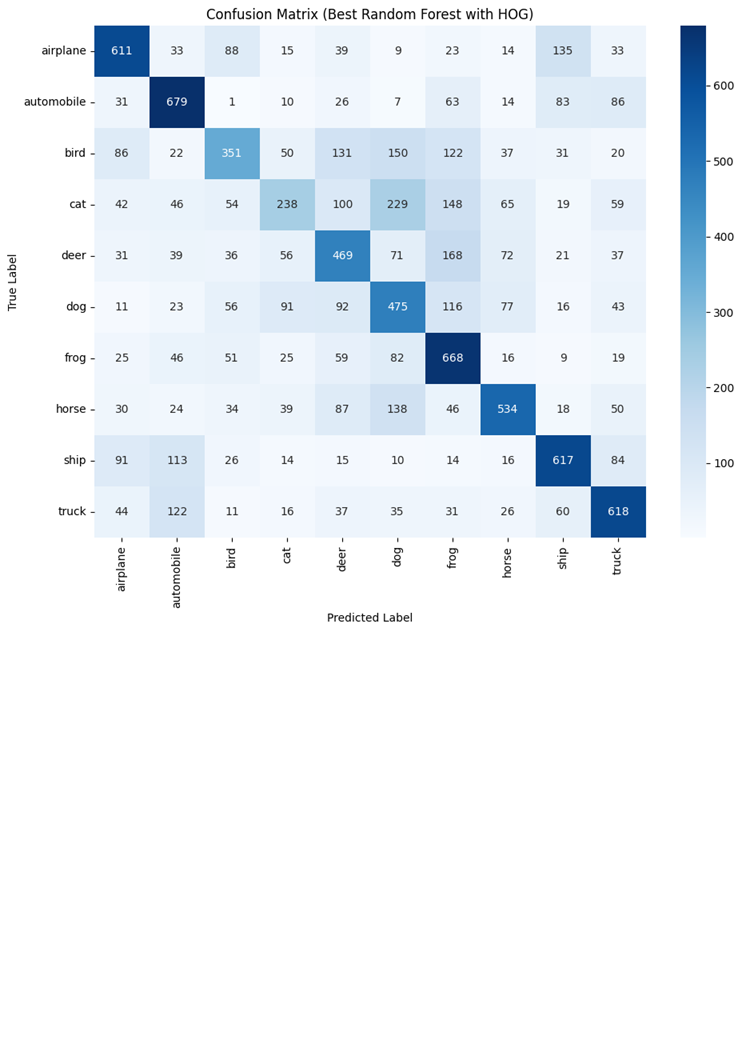 Confusion Matrix (Best Random Forest with HOG)
airplane 611 33 88 15 39 9 23 14 135 33
automobile 31 679 1 10 26 7 63 14 83 86
bird 86 22 351 50 131 150 122 37 31 20
cat 42 46 54 238 100 229 148 65 19 59
deer 31 39 36 56 469 71 168 72 21 37
dog 11 23 56 91 92 475 116 77 16 43
frog 25 46 51 25 59 82 668 16 9 19
horse 30 24 34 39 87 138 46 534 18 50
ship 91 113 26 14 15 10 14 16 617 84
truck 44 122 11 16 37 35 31 26 60 618
airplane automobile bird cat deer dog frog horse ship truck
Predicted Label
True Label
600
500
400
300
200
100